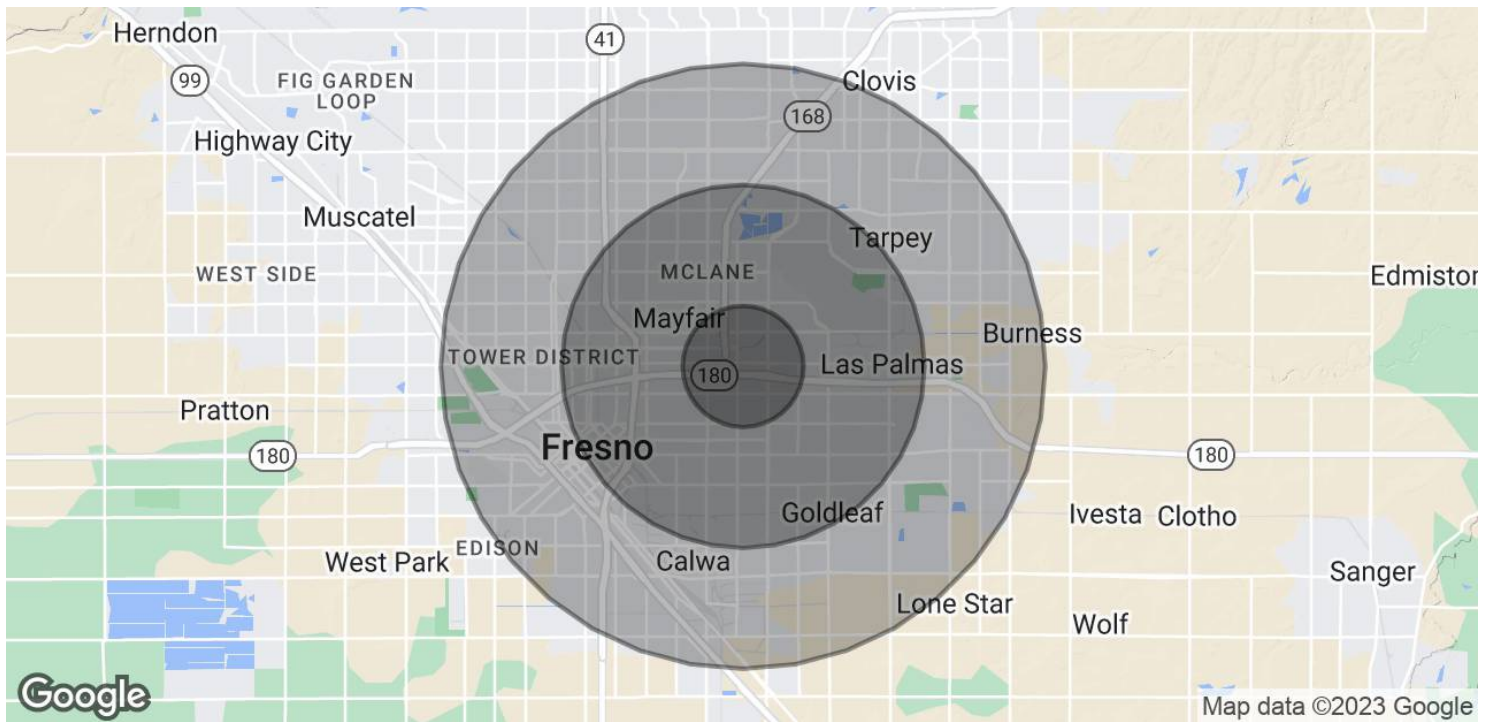 Herndon
41
99
FIG GARDEN
LOOP
Clovis
168
Highway City
Muscatel
Tarpey
WEST SIDE
MCLANE
Edmiston
Mayfair
Burness
TOWER DISTRICT
Las Palmas
180
Pratton
Fresno
180
180
Goldleaf
Ivesta
Clotho
EDISON
West Park
Calwa
Sanger
Lone Star
Wolf
Google
Map data ©2023 Google